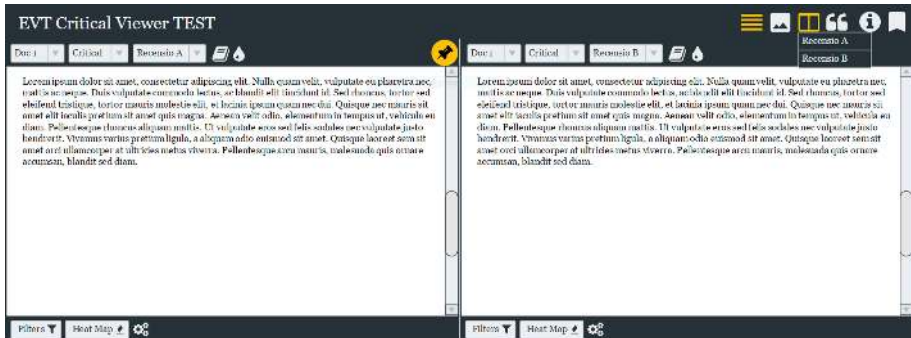 EVT Critical Viewer TEST
Recensio A
Recensio B
Doc 1 Critical Recensio A
Doc 1 Critical Recensio B
Lorem ipsum dolor sit amet, consectetur adipiscing elit. Nulla quam velit, vulputate eu pharetra nec,
mattis ac neque. Duis vulputate commodo lectus, ac blandit elit tincidunt id. Sed rhoncus, tortor sed
eleifend tristique, tortor mauris molestie elit, et lacinia ipsum quam nec dui. Quisque nec mauris sit
amet elit iaculis pretium sit amet quis magna. Aenean velit odio, elementum in tempus ut, vehicula eu
diam. Pellentesque rhoncus aliquam mattis. Ut vulputate eros sed felis sodales nec vulputate justo
hendrerit. Vivamus varius pretium ligula, a aliquam odio euismod sit amet. Quisque laoreet sem sit
amet orci ullamcorper at ultricies metus viverra. Pellentesque arcu mauris, malesuada quis ornare
accumsan, blandit sed diam.
Lorem ipsum dolor sit amet, consectetur adipiscing elit. Nulla quam velit, vulputate eu pharetra nec,
mattis ac neque. Duis vulputate commodo lectus, ac blandit elit tincidunt id. Sed rhoncus, tortor sed
eleifend tristique, tortor mauris molestie elit, et lacinia ipsum quam nec dui. Quisque nec mauris sit
amet elit iaculis pretium sit amet quis magna. Aenean velit odio, elementum in tempus ut, vehicula eu
diam. Pellentesque rhoncus aliquam mattis. Ut vulputate eros sed felis sodales nec vulputate justo
hendrerit. Vivamus varius pretium ligula, a aliquam odio euismod sit amet. Quisque laoreet sem sit
amet orci ullamcorper at ultricies metus viverra. Pellentesque arcu mauris, malesuada quis ornare
accumsan, blandit sed diam.
Filters Heat Map
Filters Heat Map